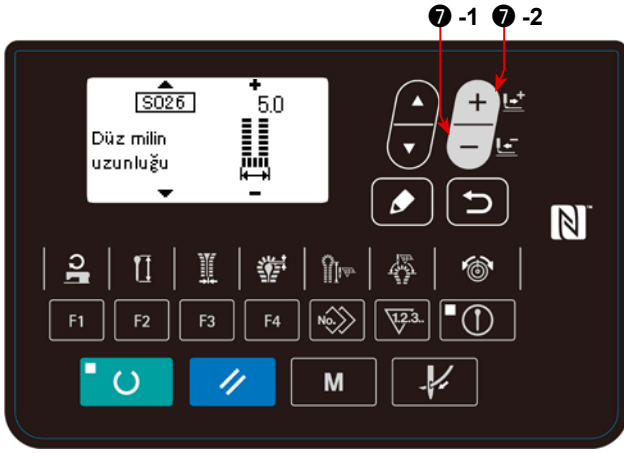 ❼ -1 ❼ -2
S026 5.0
Düz milin
uzunluğu
F1 F2 F3 F4 No. 1.2.3..
M